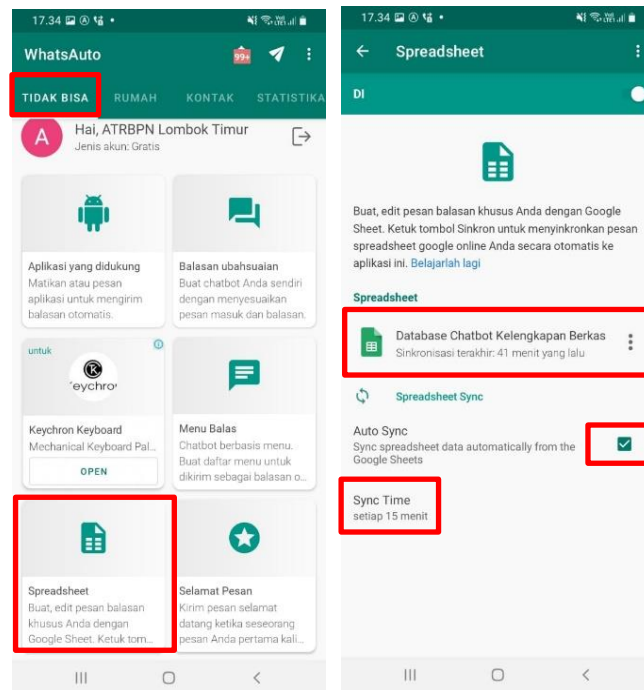 17.34
WhatsAuto
99+
TIDAK BISA RUMAH KONTAK STATISTIKA
A
Hai, ATRBPN Lombok Timur
Jenis akun: Gratis
Aplikasi yang didukung
Matikan atau pesan
aplikasi untuk mengirim
balasan otomatis.
Balasan ubahsuaian
Buat chatbot Anda sendiri
dengan menyesuaikan
pesan masuk dan balasan.
untuk
K
'eychro
Keychron Keyboard
Mechanical Keyboard Pal...
OPEN
Menu Balas
Chatbot berbasis menu.
Buat daftar menu untuk
dikirim sebagai balasan o...
Spreadsheet
Buat, edit pesan balasan
khusus Anda dengan
Google Sheet. Ketuk tom...
Selamat Pesan
Kirim pesan selamat
datang ketika seseorang
pesan Anda pertama kali...
17.34
Spreadsheet
DI
Buat, edit pesan balasan khusus Anda dengan Google
Sheet. Ketuk tombol Sinkron untuk menyinkronkan pesan
spreadsheet google online Anda secara otomatis ke
aplikasi ini. Belajarlah lagi
Spreadsheet
Database Chatbot Kelengkapan Berkas
Sinkronisasi terakhir: 41 menit yang lalu
Spreadsheet Sync
Auto Sync
Sync spreadsheet data automatically from the
Google Sheets
Sync Time
setiap 15 menit